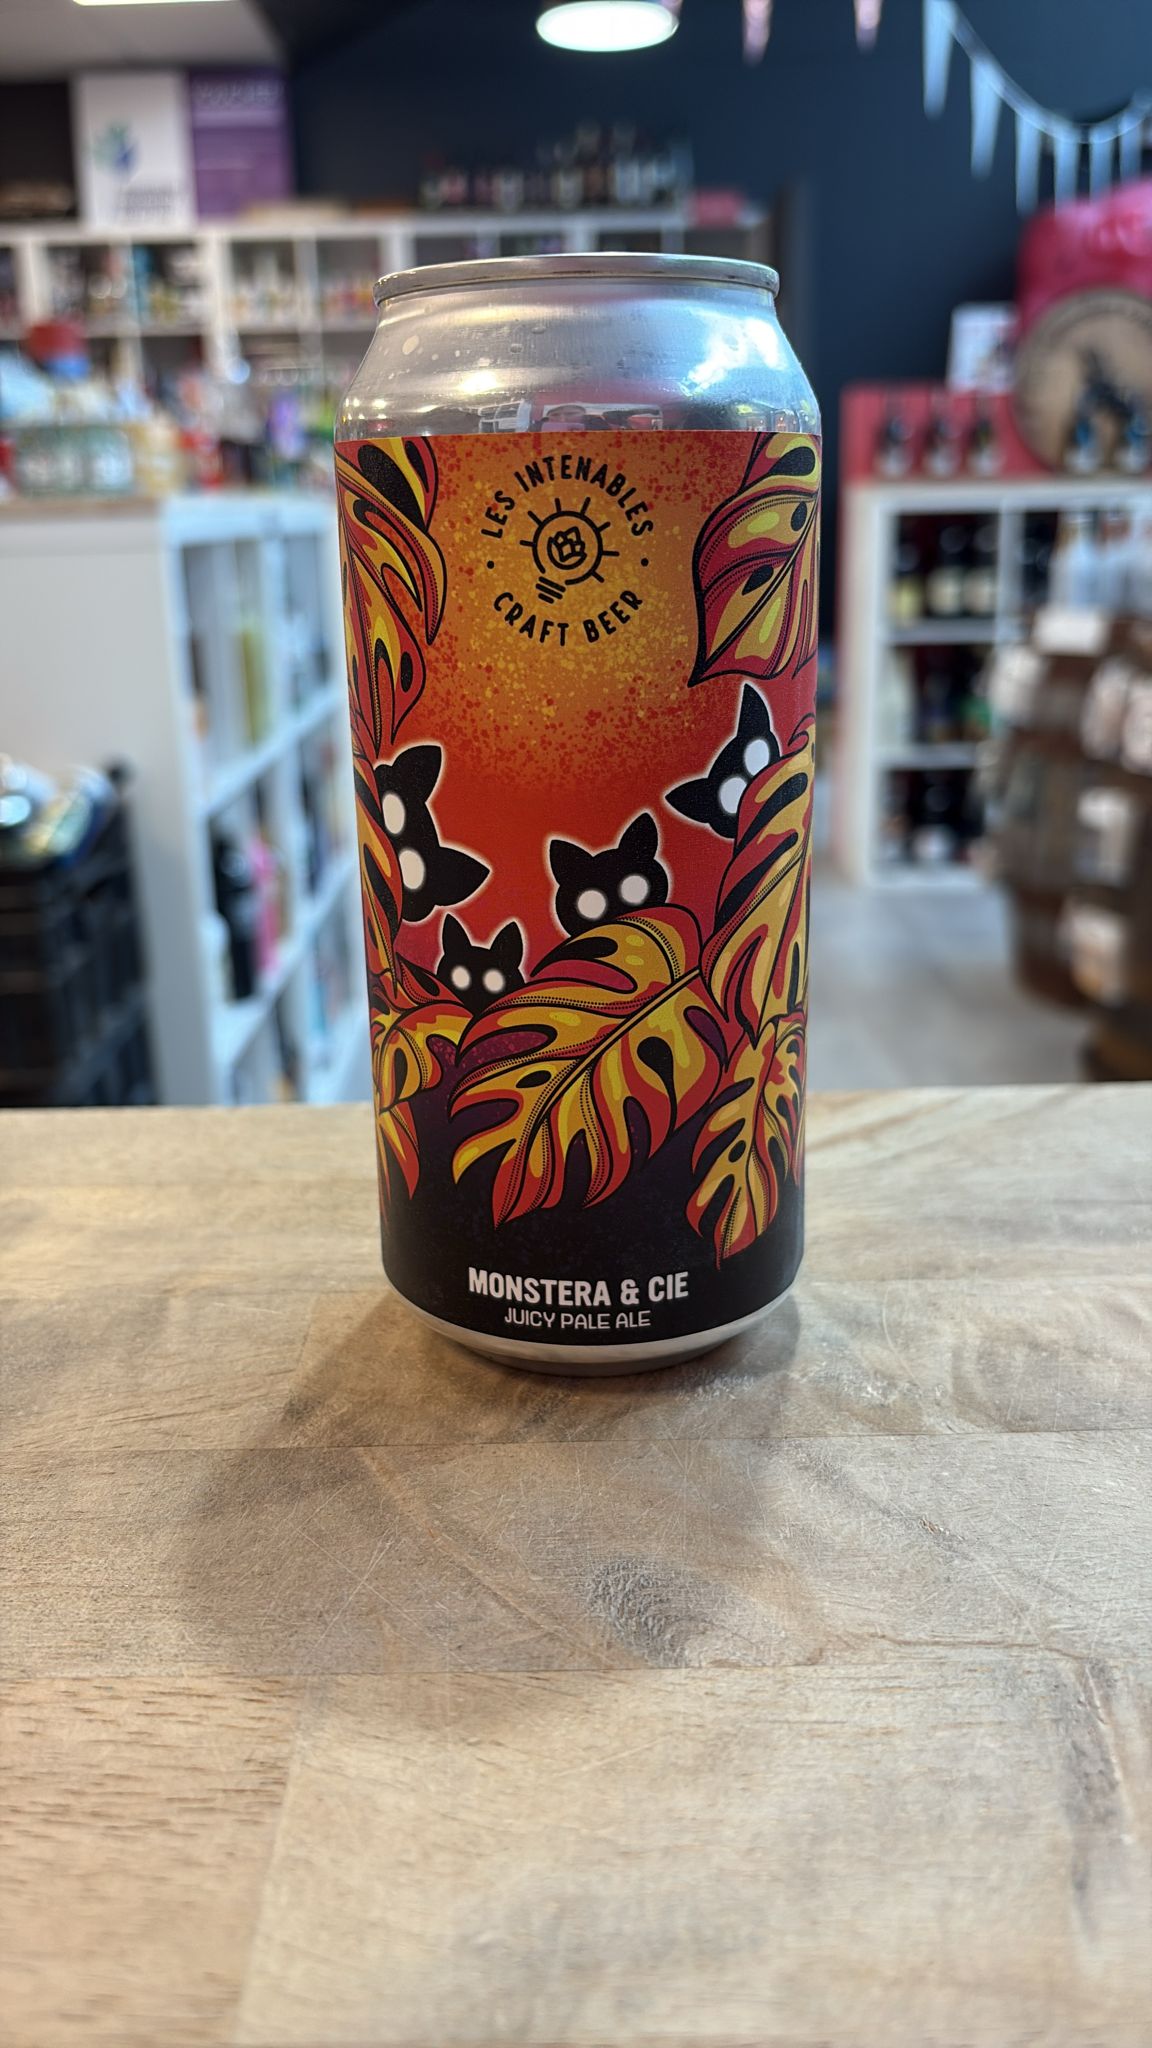 LES INTENABLES
CRAFT BEER
MONSTERA & CIE
JUICY PALE ALE